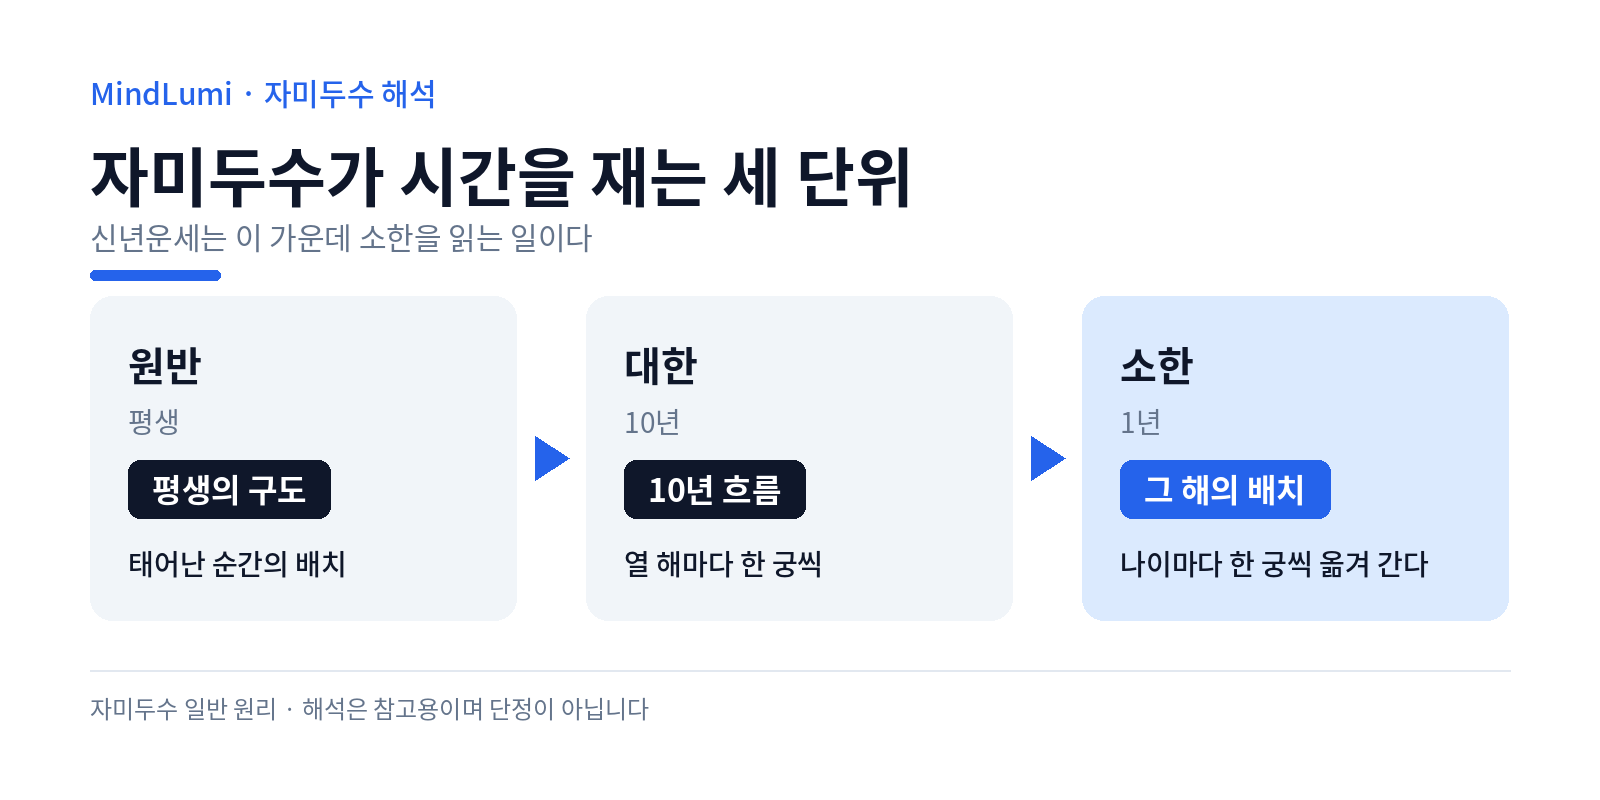 MindLumi · 자미두수 해석
자미두수가 시간을 재는 세 단위
신년운세는 이 가운데 소한을 읽는 일이다
원반
평생
평생의 구도
태어난 순간의 배치
대한
10년
10년 흐름
열 해마다 한 궁씩
소한
1년
그 해의 배치
나이마다 한 궁씩 옮겨 간다
자미두수 일반 원리 · 해석은 참고용이며 단정이 아닙니다